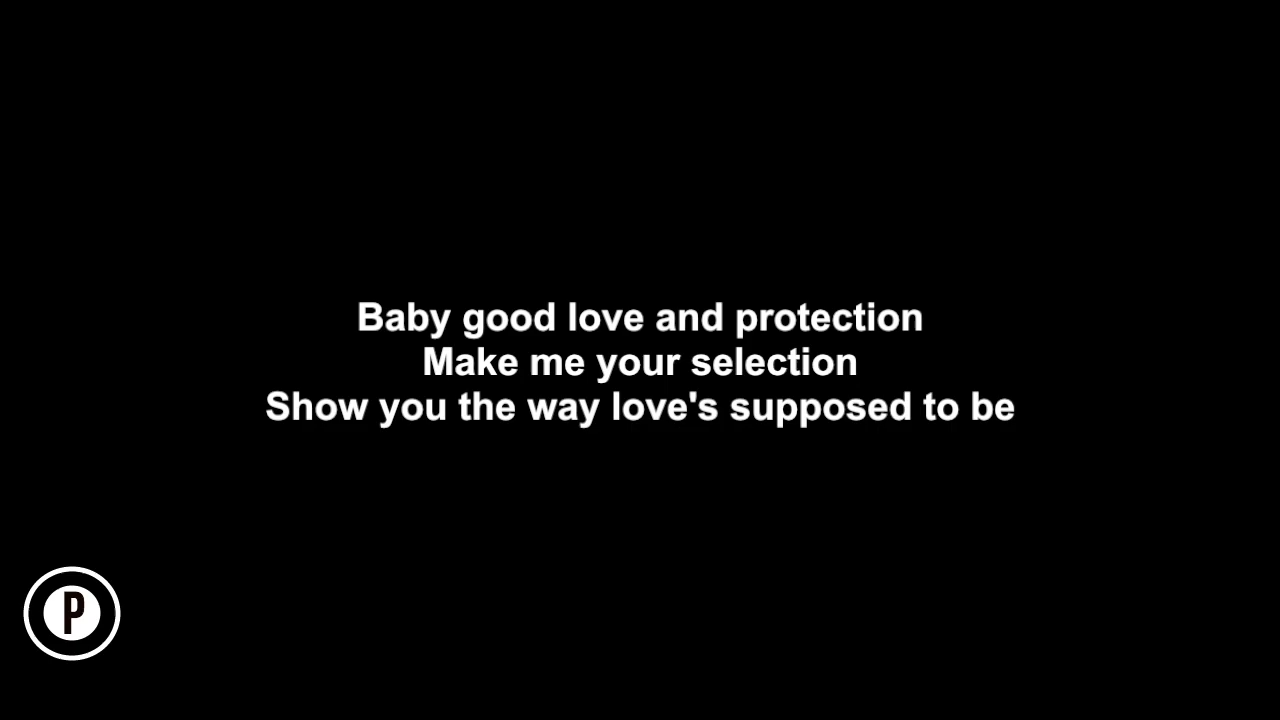 Baby good love and protection
Make me your selection
Show you the way love's supposed to be
P